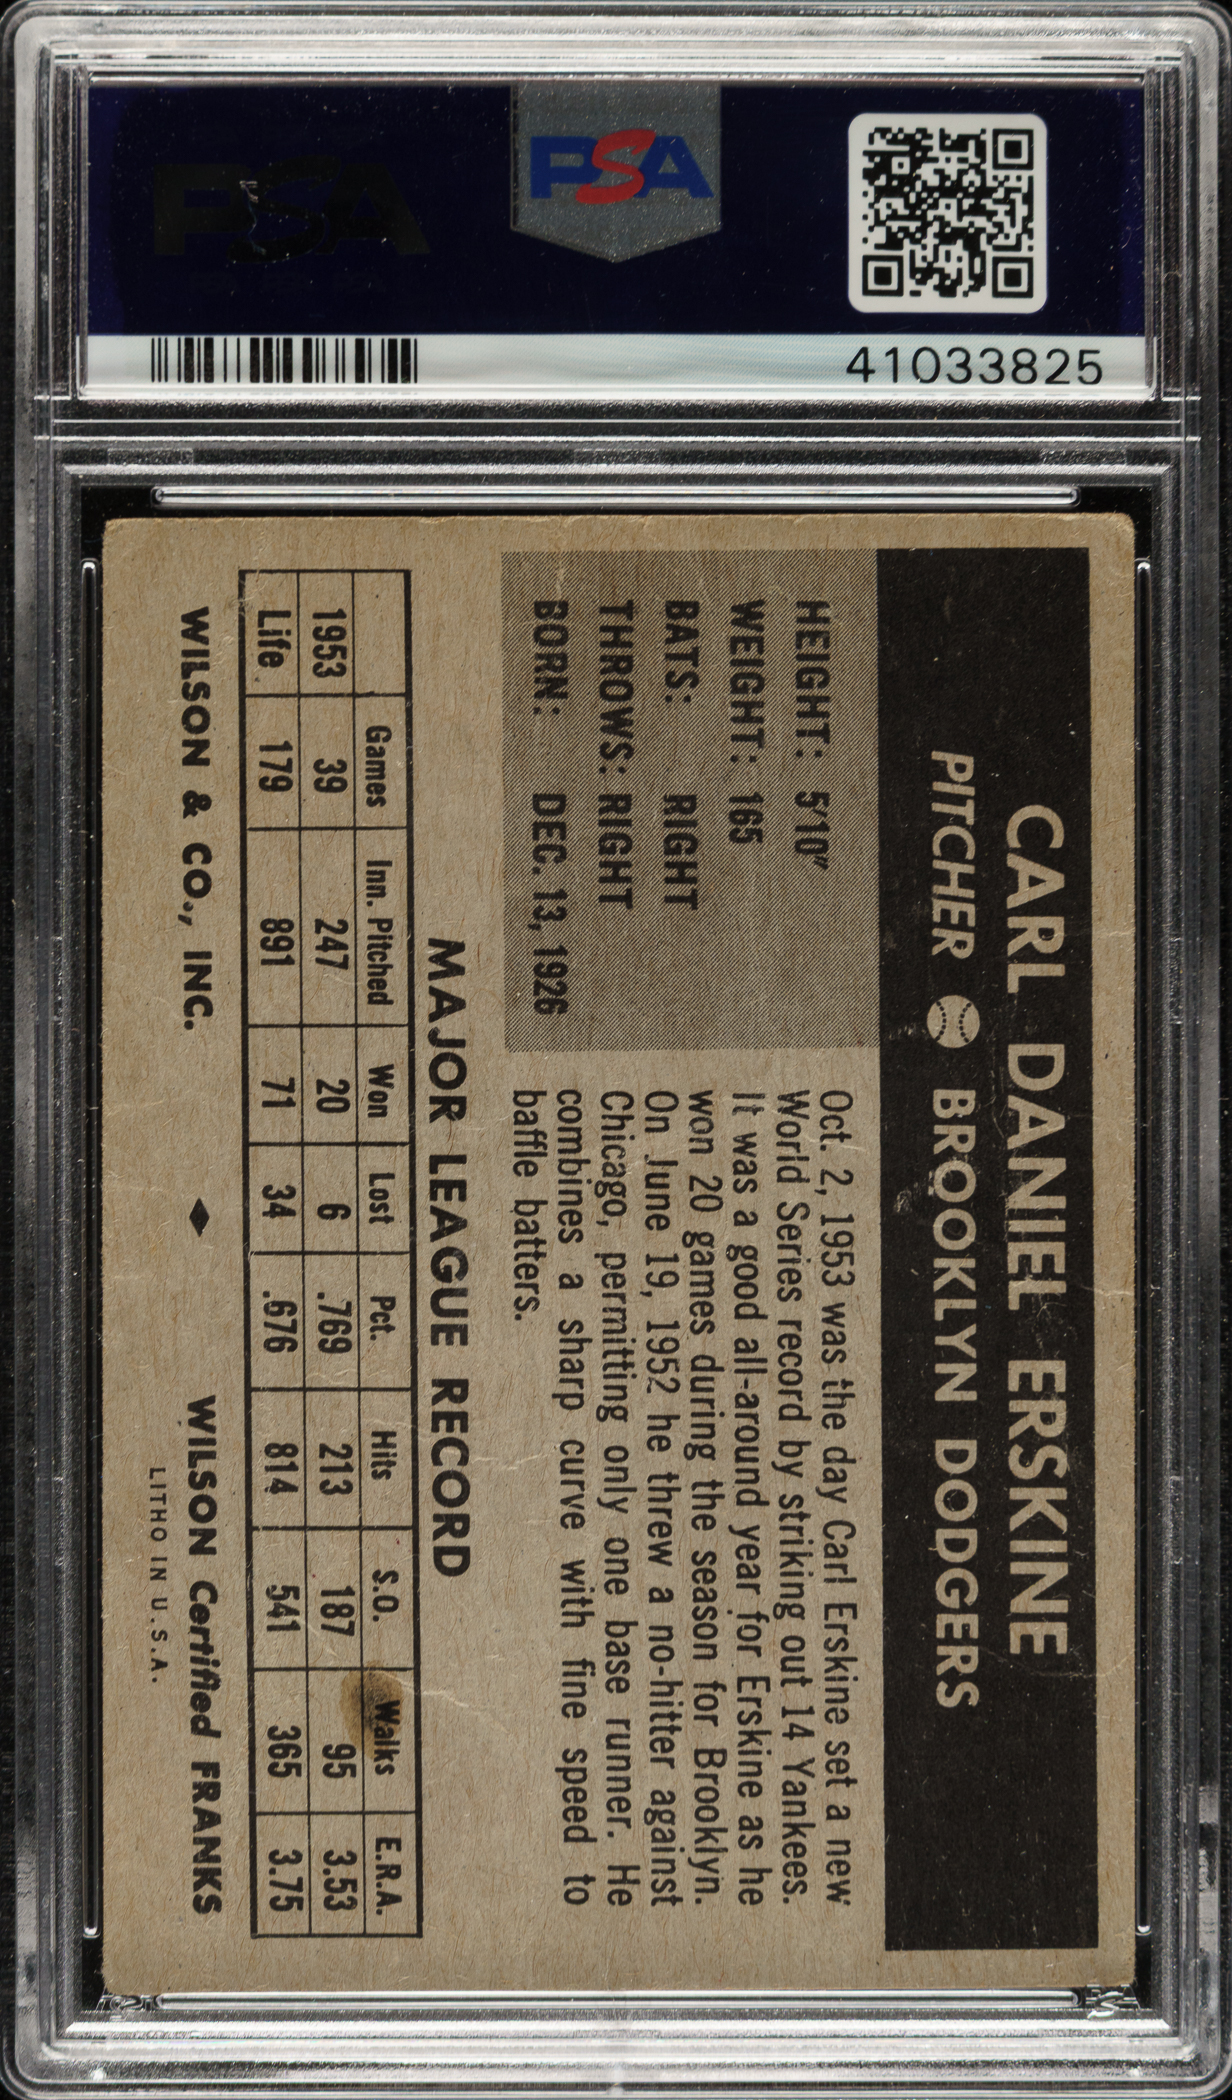 PSA
PSA
41033825
CARL DANIEL ERSKINE
PITCHER BROOKLYN DODGERS
HEIGHT: 5'10"
WEIGHT: 165
BATS: RIGHT
THROWS: RIGHT
BORN: DEC. 13, 1926
Oct. 2, 1953 was the day Carl Erskine set a new
World Series record by striking out 14 Yankees.
It was a good all-around year for Erskine as he
won 20 games during the season for Brooklyn.
On June 19, 1952 he threw a no-hitter against
Chicago, permitting only one base runner. He
combines a sharp curve with fine speed to
baffle batters.
MAJOR LEAGUE RECORD
Games Inn. Pitched Won Lost Pct. Hits S.O. Walks E.R.A.
1953 39 247 20 6 .769 213 187 95 3.53
Life 179 891 71 34 .676 814 541 365 3.75
WILSON & CO., INC. ♦ WILSON Certified FRANKS
LITHO IN U.S.A.